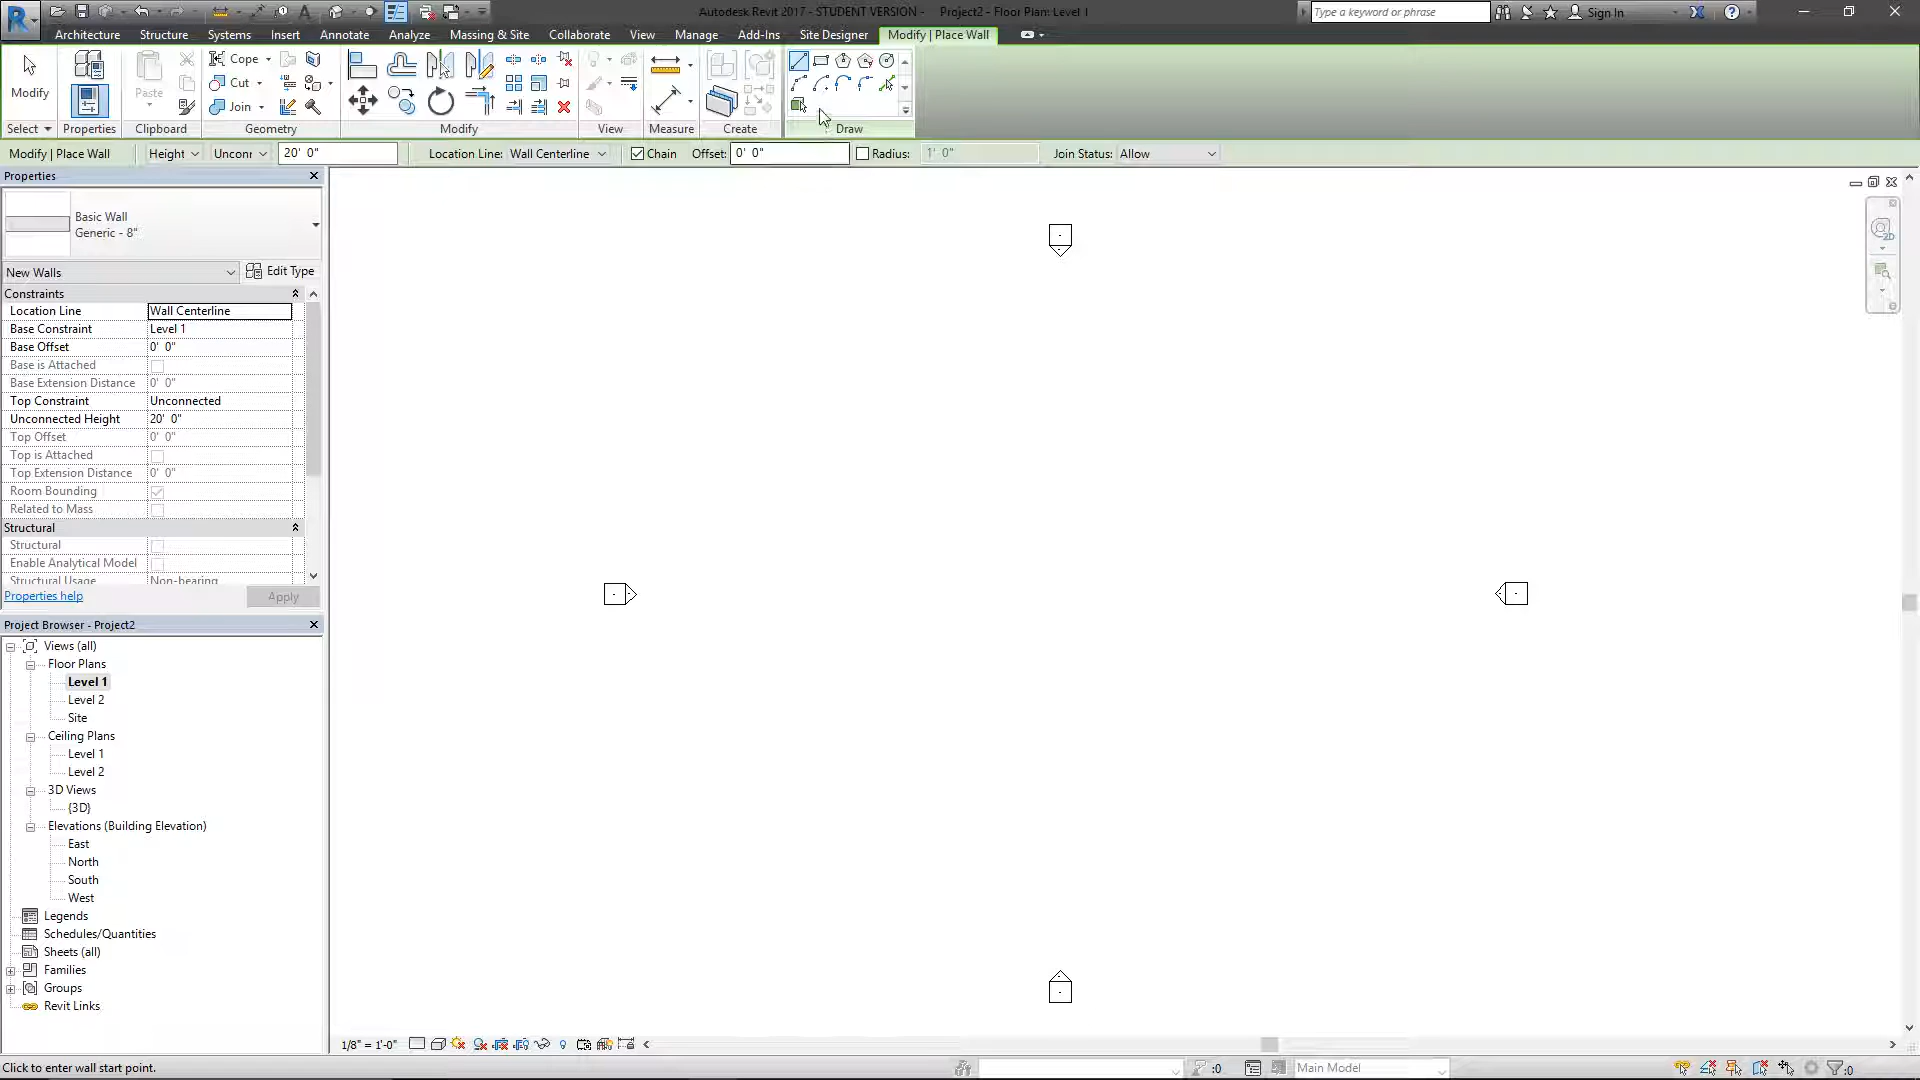 Autodesk Revit 2017 - STUDENT VERSION - Project2 - Floor Plan: Level 1
Type a keyword or phrase
Sign In
Architecture Structure Systems Insert Annotate Analyze Massing & Site Collaborate View Manage Add-Ins Site Designer Modify | Place Wall
Modify
Paste
Cope
Cut
Join
Select Properties Clipboard Geometry Modify View Measure Create Draw
Modify | Place Wall Height Unconr 20' 0" Location Line: Wall Centerline Chain Offset: 0' 0" Radius: 1' 0" Join Status: Allow
Properties
Basic Wall
Generic - 8"
New Walls Edit Type
Constraints
Location Line Wall Centerline
Base Constraint Level 1
Base Offset 0' 0"
Base is Attached
Base Extension Distance 0' 0"
Top Constraint Unconnected
Unconnected Height 20' 0"
Top Offset 0' 0"
Top is Attached
Top Extension Distance 0' 0"
Room Bounding
Related to Mass
Structural
Structural
Enable Analytical Model
Structural Usage Non-bearing
Properties help Apply
Project Browser - Project2
Views (all)
Floor Plans
Level 1
Level 2
Site
Ceiling Plans
Level 1
Level 2
3D Views
{3D}
Elevations (Building Elevation)
East
North
South
West
Legends
Schedules/Quantities
Sheets (all)
Families
Groups
Revit Links
2D
1/8" = 1'-0"
Click to enter wall start point.
:0
Main Model
:0